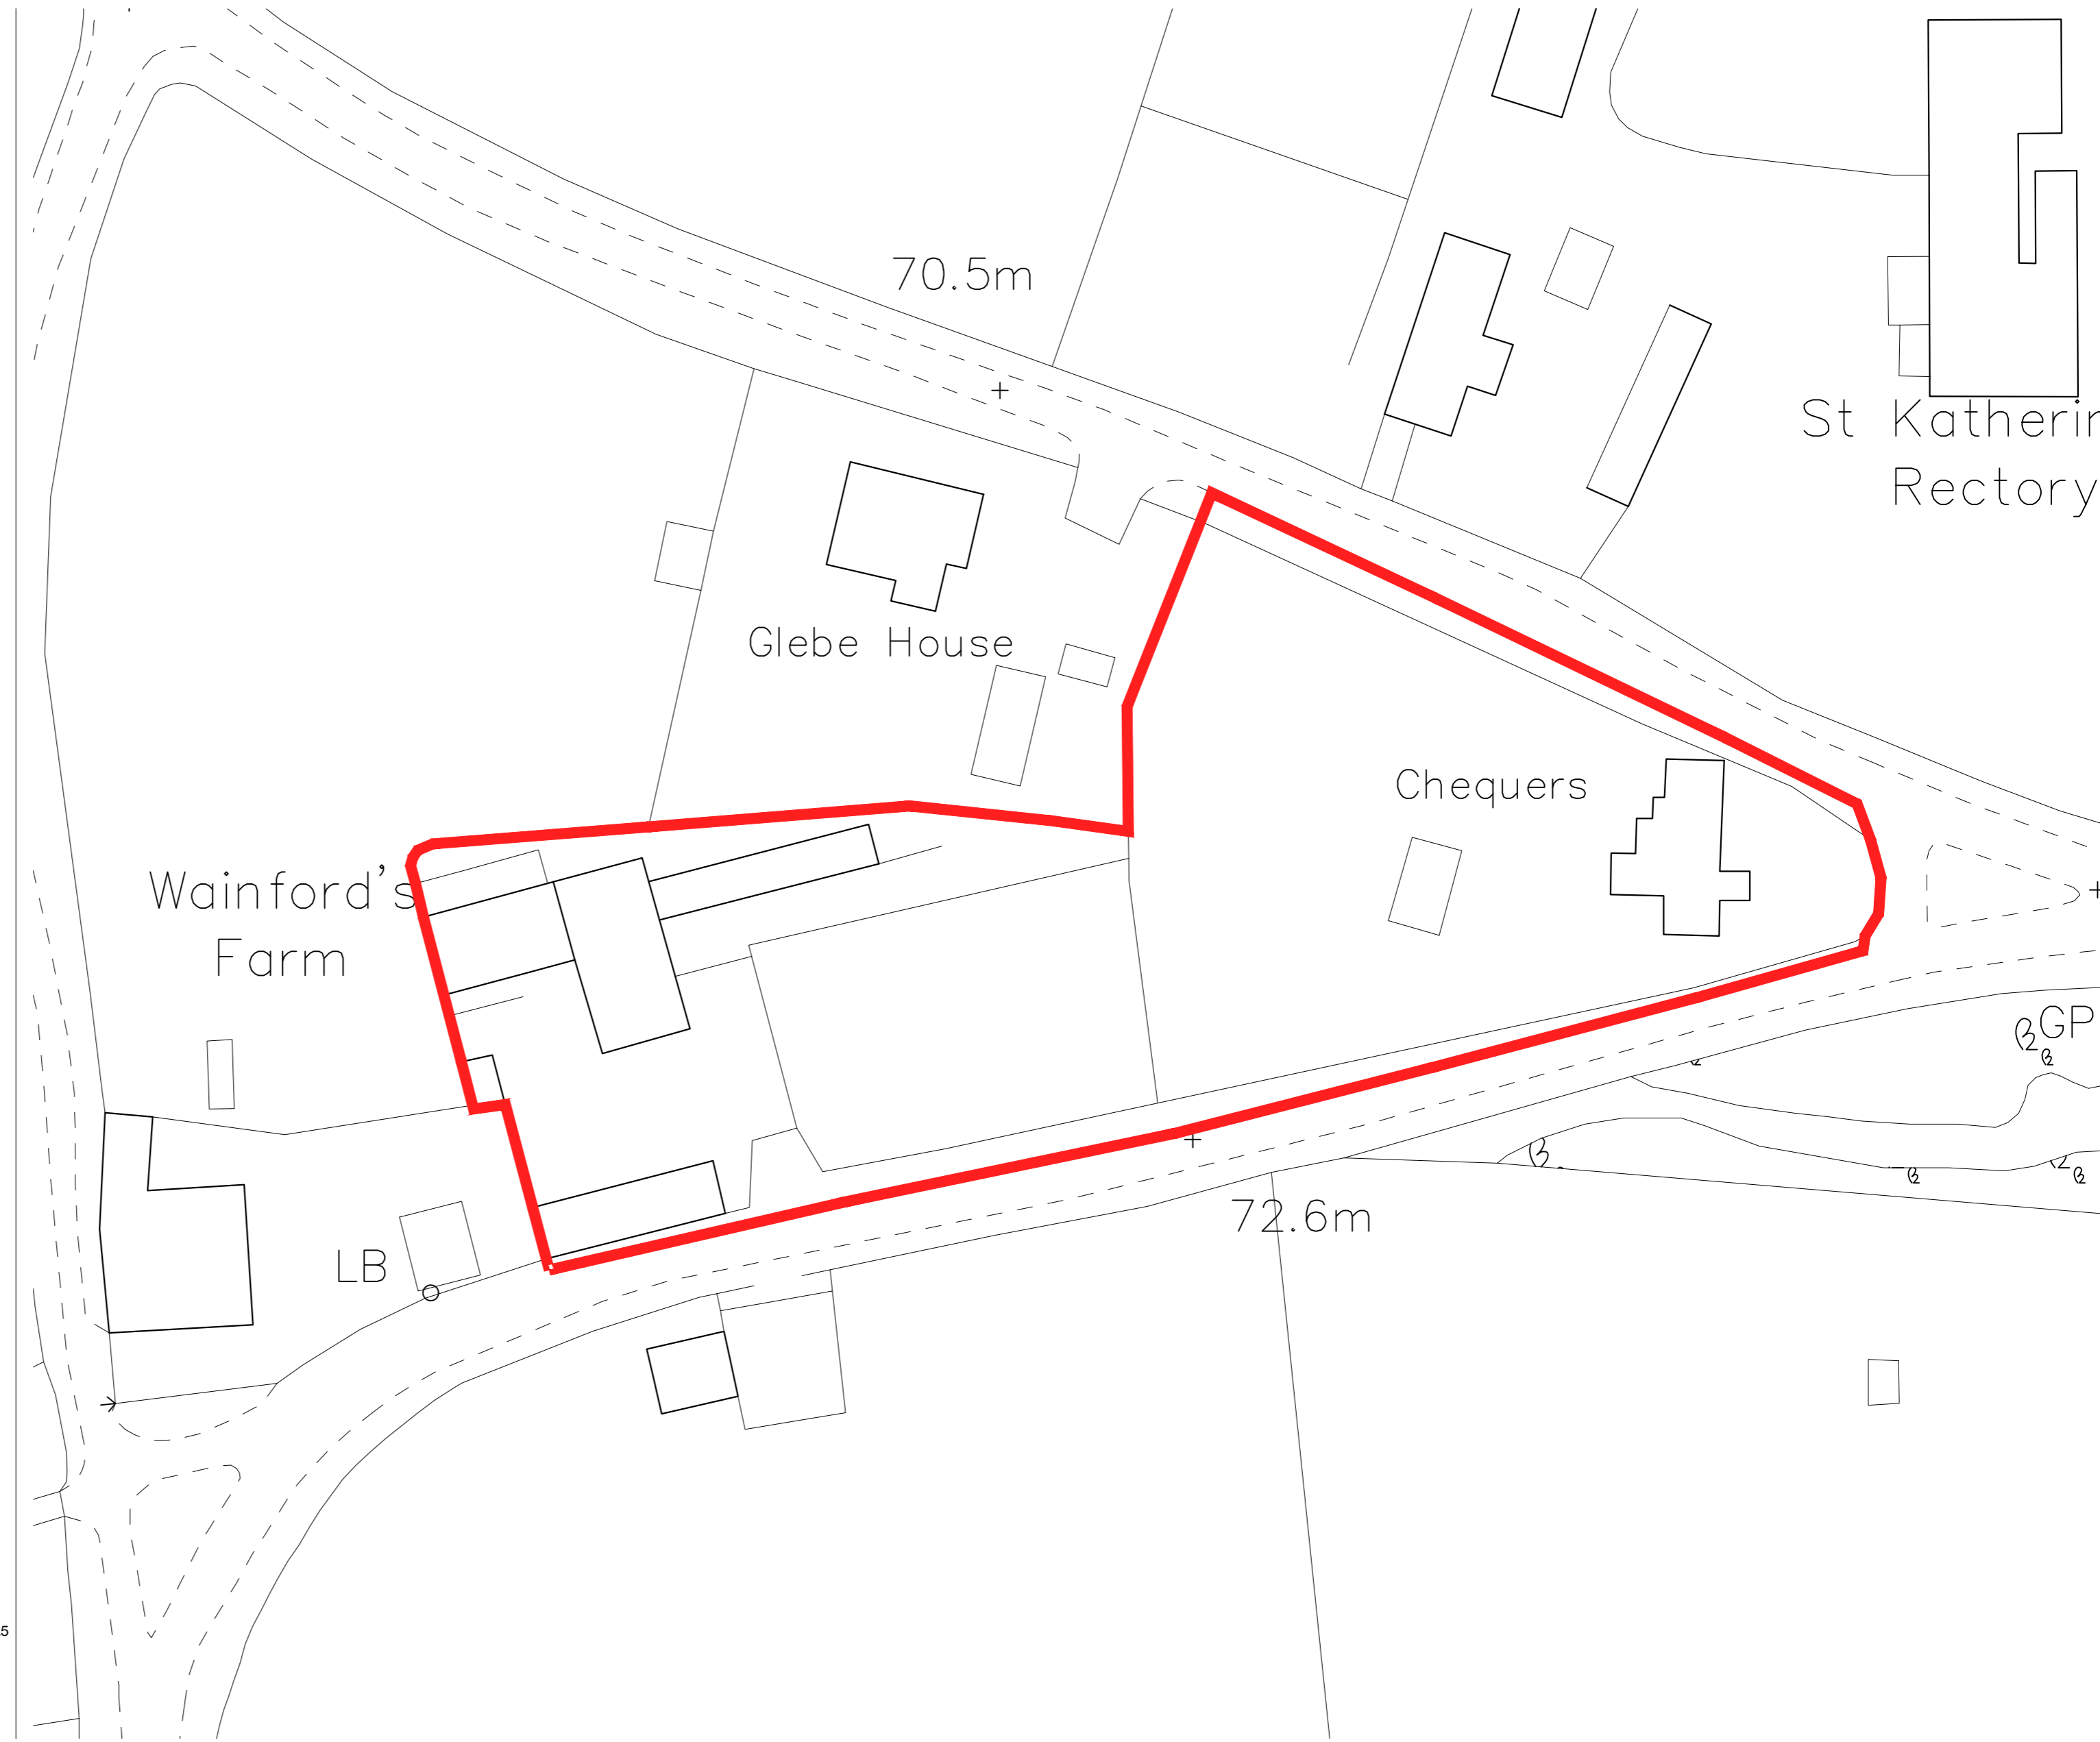 70.5m
St Katherin
Rectory
Glebe House
Chequers
Wainford's
Farm
GP
LB
72.6m
5